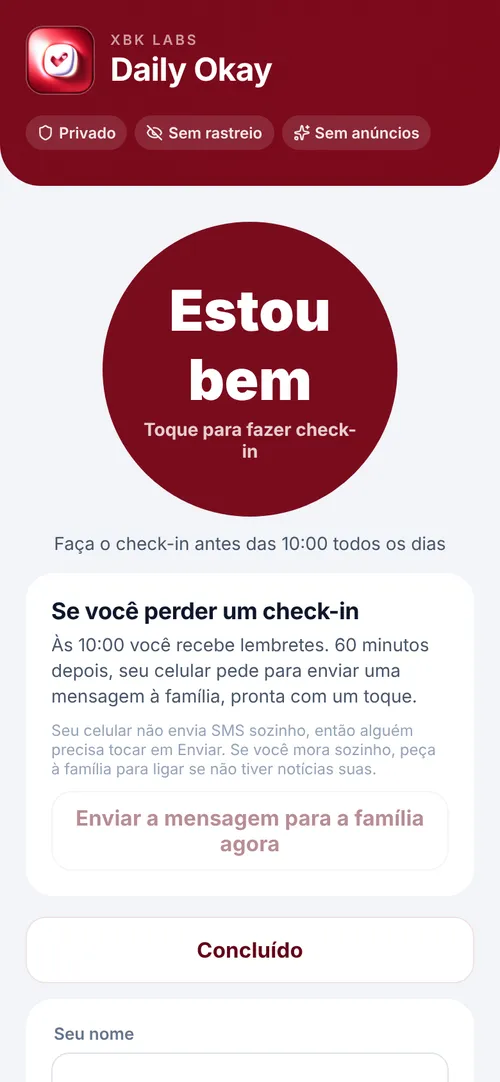 XBK LABS
Daily Okay
Privado
Sem rastreio
Sem anúncios
Estou
bem
Toque para fazer check-
in
Faça o check-in antes das 10:00 todos os dias
Se você perder um check-in
Às 10:00 você recebe lembretes. 60 minutos
depois, seu celular pede para enviar uma
mensagem à família, pronta com um toque.
Seu celular não envia SMS sozinho, então alguém
precisa tocar em Enviar. Se você mora sozinho, peça
à família para ligar se não tiver notícias suas.
Enviar a mensagem para a família
agora
Concluído
Seu nome